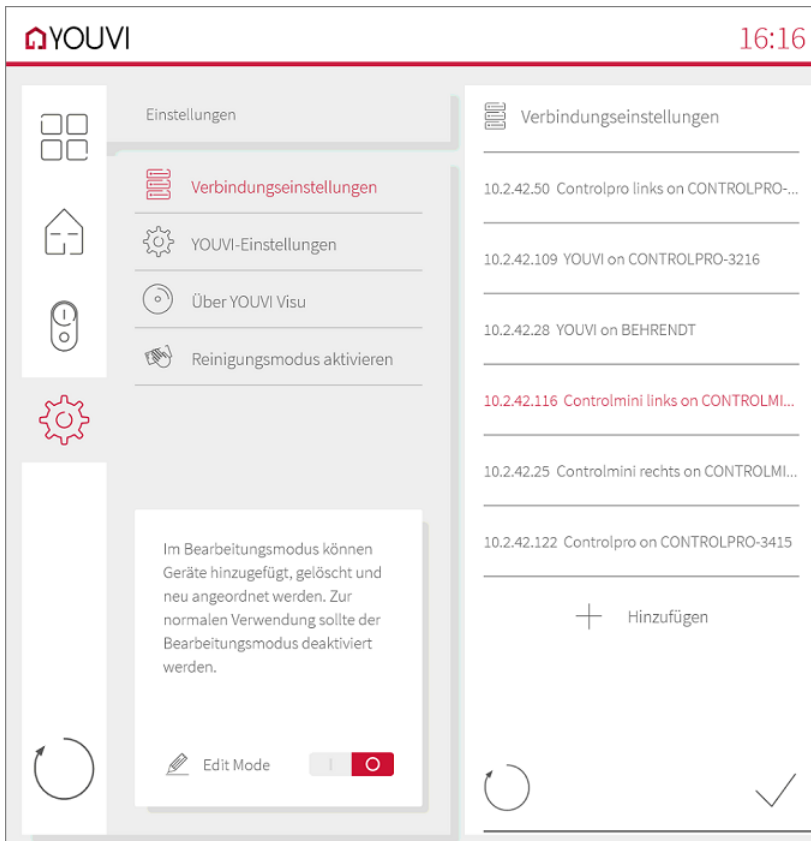 YOUVI
16:16
Einstellungen
Verbindungseinstellungen
YOUVI-Einstellungen
Über YOUVI Visu
Reinigungsmodus aktivieren
Im Bearbeitungsmodus können
Geräte hinzugefügt, gelöscht und
neu angeordnet werden. Zur
normalen Verwendung sollte der
Bearbeitungsmodus deaktiviert
werden.
Edit Mode
Verbindungseinstellungen
10.2.42.50 Controlpro links on CONTROLPRO-...
10.2.42.109 YOUVI on CONTROLPRO-3216
10.2.42.28 YOUVI on BEHRENDT
10.2.42.116 Controlmini links on CONTROLMI...
10.2.42.25 Controlmini rechts on CONTROLMI...
10.2.42.122 Controlpro on CONTROLPRO-3415
Hinzufügen